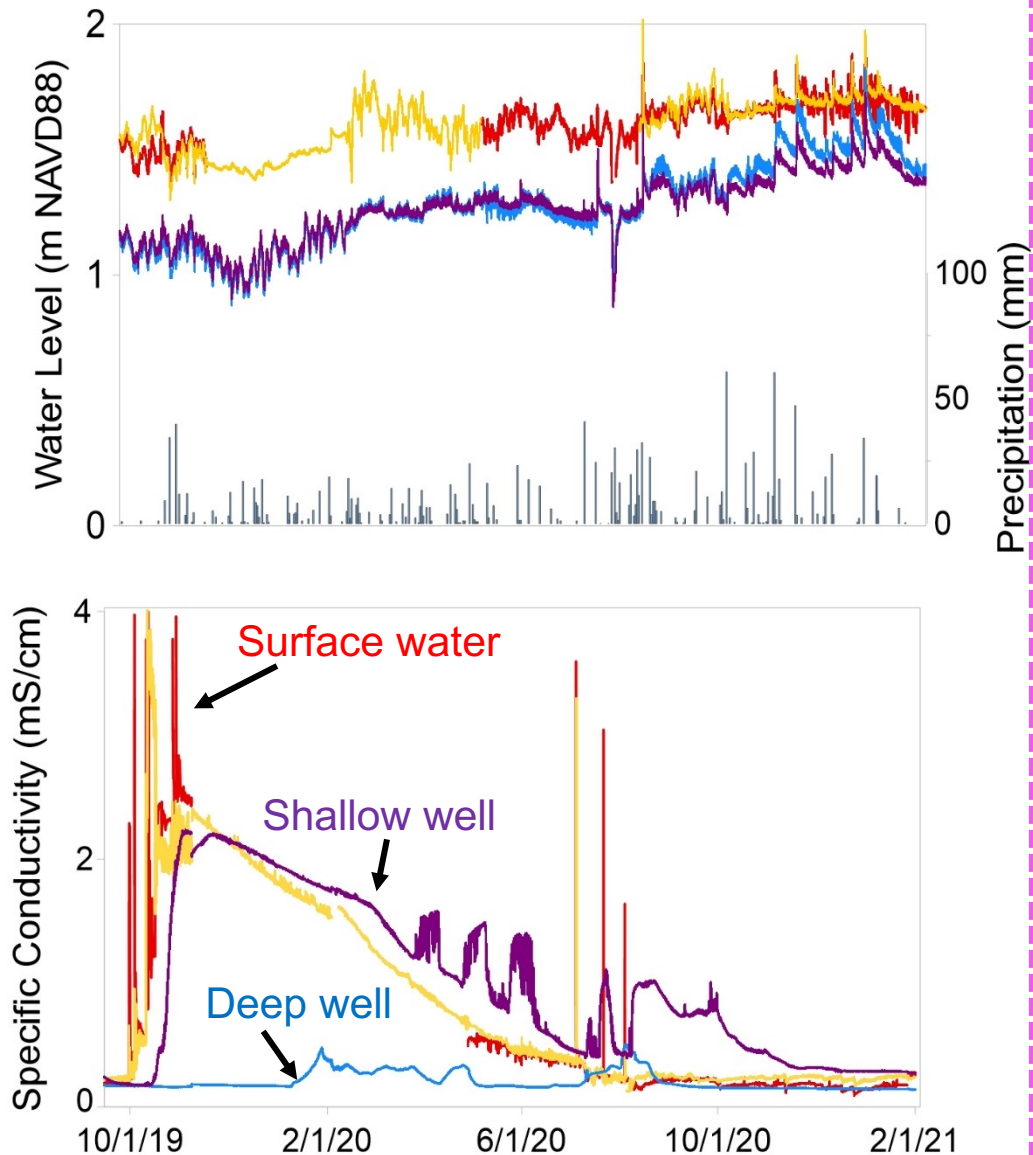 2
1
0
Water Level (m NAVD88)
100
50
0
Precipitation (mm)
4
2
0
Specific Conductivity (mS/cm)
Surface water
Shallow well
Deep well
10/1/19
2/1/20
6/1/20
10/1/20
2/1/21